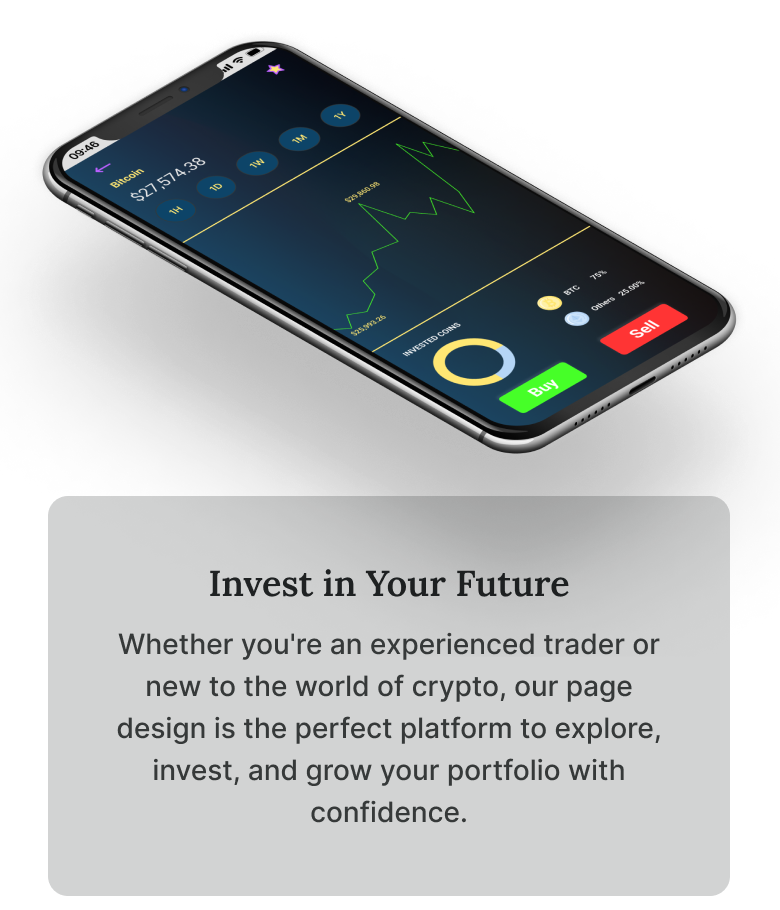 09:46
Bitcoin
$27,574.38
1H
1D
1W
1M
1Y
$29,860.98
$25,993.26
INVESTED COINS
BTC 75%
Others 25.00%
Buy
Sell
Invest in Your Future
Whether you're an experienced trader or
new to the world of crypto, our page
design is the perfect platform to explore,
invest, and grow your portfolio with
confidence.